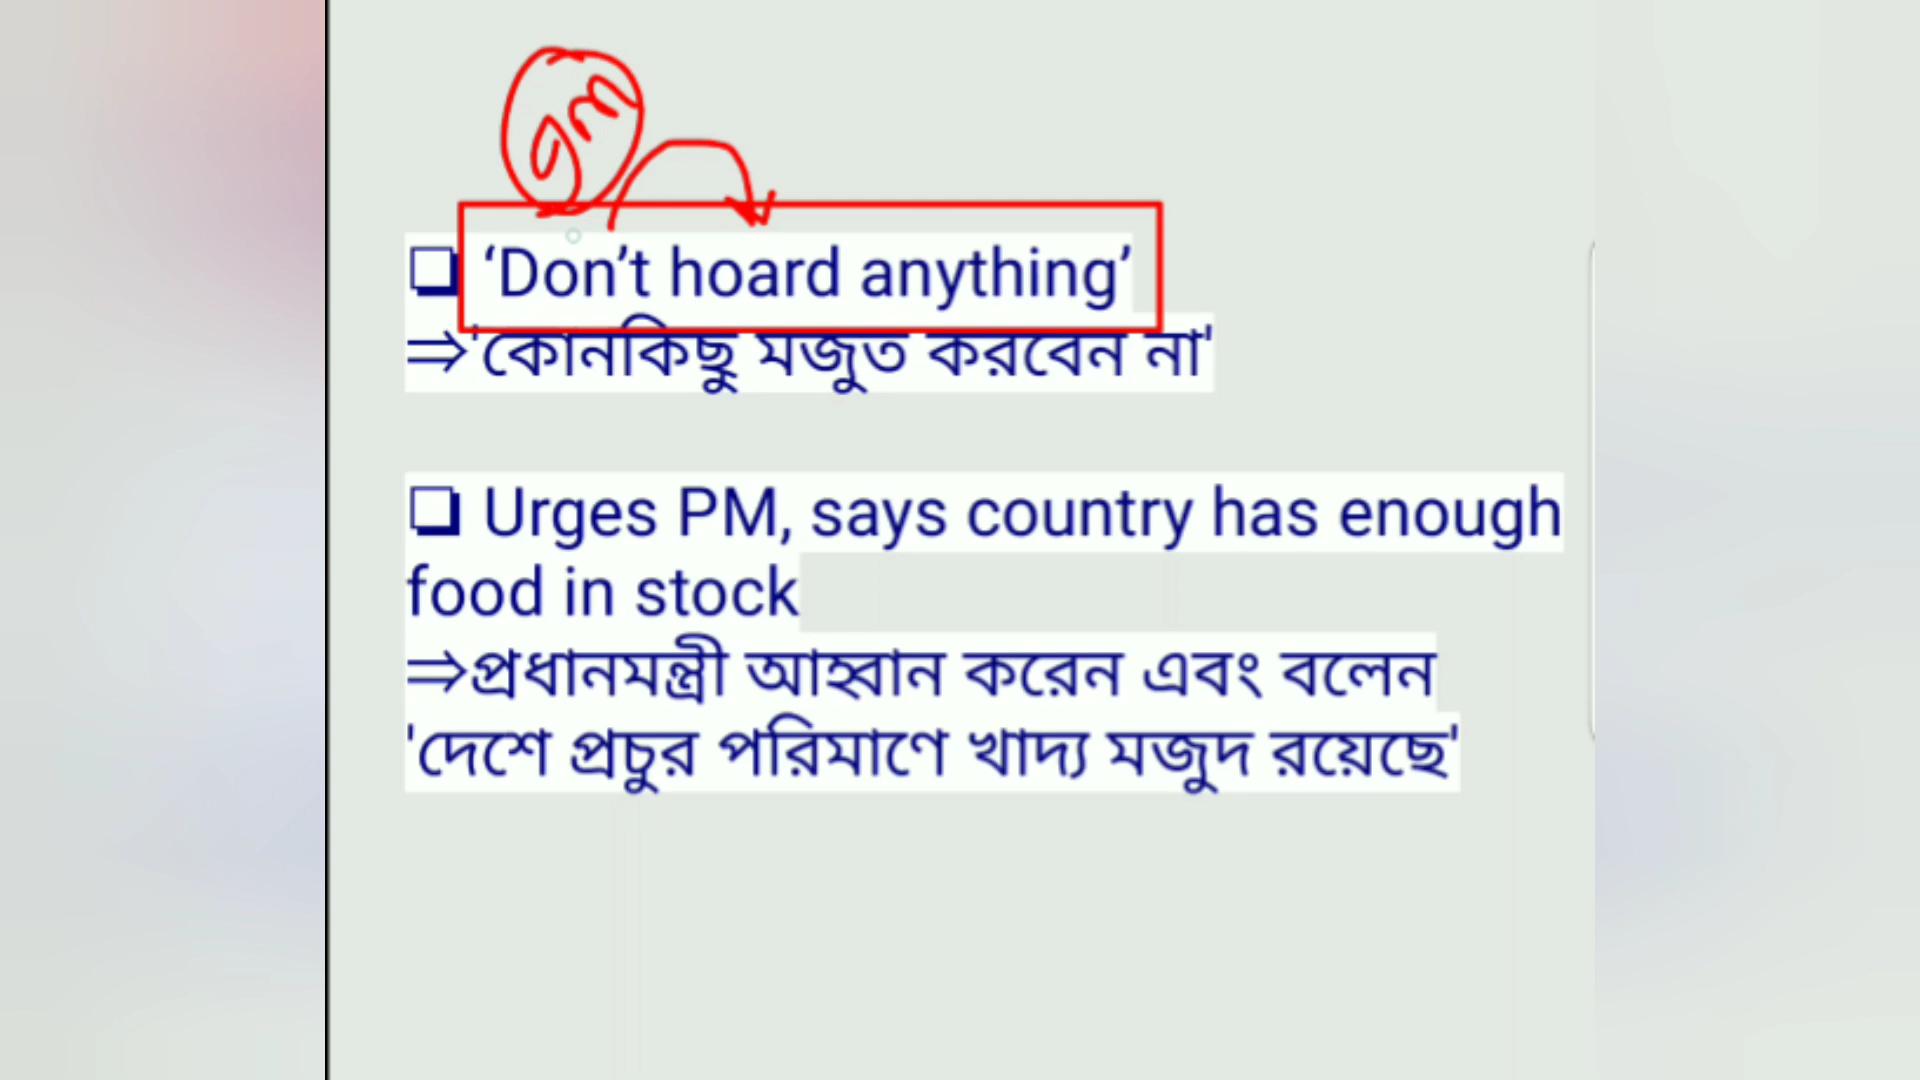 ‘Don’t hoard anything’
⇒'কোনকিছু মজুত করবেন না'
Urges PM, says country has enough
food in stock
⇒প্রধানমন্ত্রী আহ্বান করেন এবং বলেন
'দেশে প্রচুর পরিমাণে খাদ্য মজুদ রয়েছে'